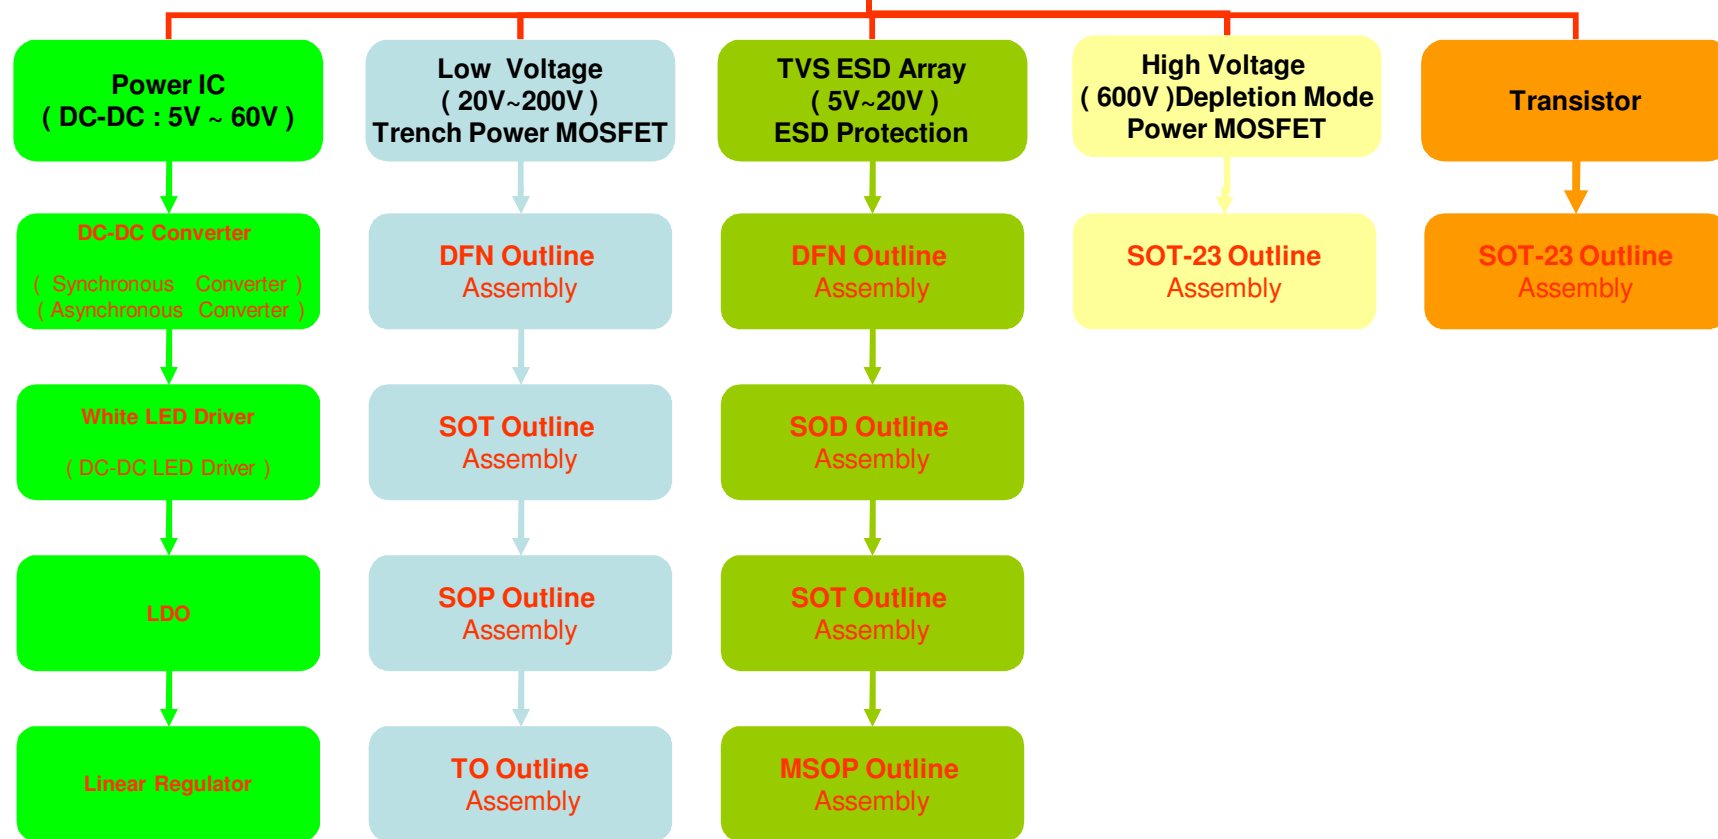 Power IC
( DC-DC : 5V ~ 60V )
Low Voltage
( 20V~200V )
Trench Power MOSFET
TVS ESD Array
( 5V~20V )
ESD Protection
High Voltage
( 600V )Depletion Mode
Power MOSFET
Transistor
DC-DC Converter
( Synchronous Converter )
( Asynchronous Converter )
DFN Outline
Assembly
DFN Outline
Assembly
SOT-23 Outline
Assembly
SOT-23 Outline
Assembly
White LED Driver
( DC-DC LED Driver )
SOT Outline
Assembly
SOD Outline
Assembly
LDO
SOP Outline
Assembly
SOT Outline
Assembly
Linear Regulator
TO Outline
Assembly
MSOP Outline
Assembly